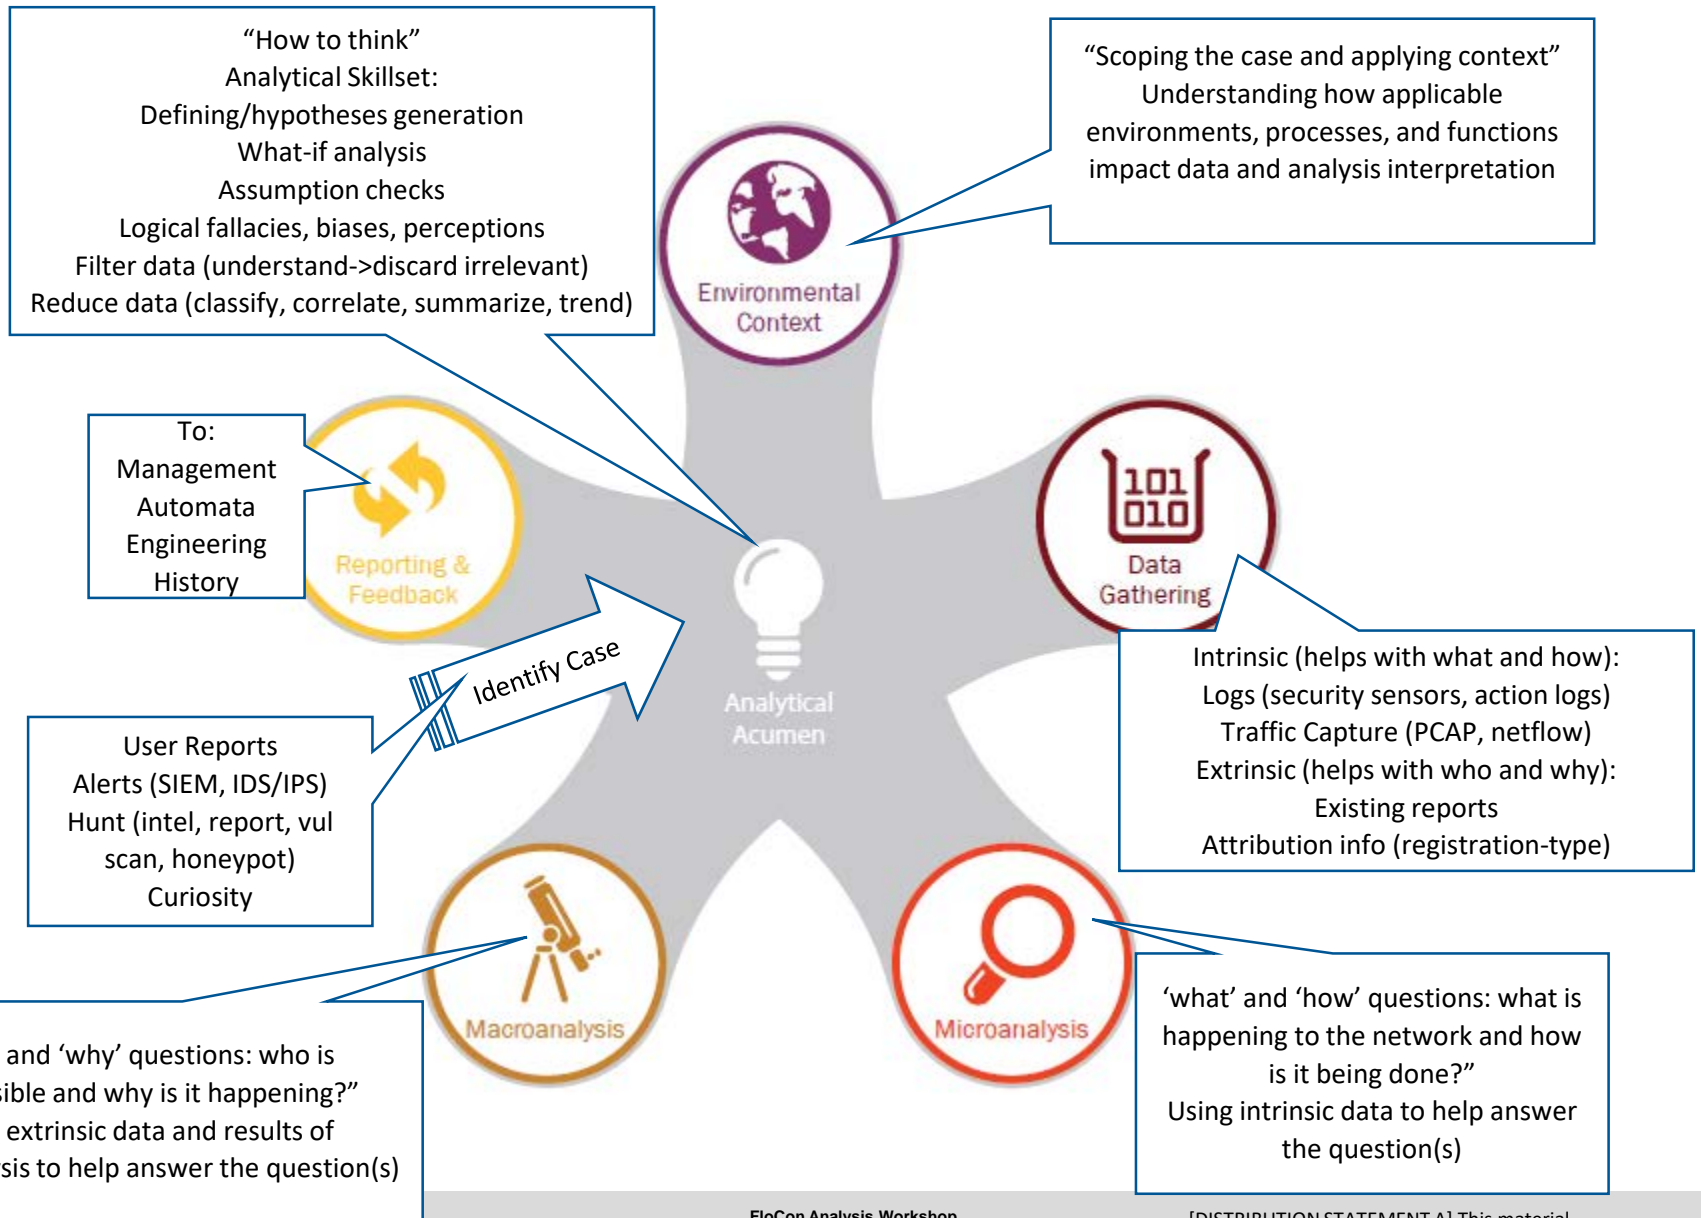 “How to think”
Analytical Skillset:
Defining/hypotheses generation
What-if analysis
Assumption checks
Logical fallacies, biases, perceptions
Filter data (understand->discard irrelevant)
Reduce data (classify, correlate, summarize, trend)
“Scoping the case and applying context”
Understanding how applicable
environments, processes, and functions
impact data and analysis interpretation
Environmental
Context
To:
Management
Automata
Engineering
History
Reporting &
Feedback
101
010
Data
Gathering
Identify Case
Analytical
Acumen
Intrinsic (helps with what and how):
Logs (security sensors, action logs)
Traffic Capture (PCAP, netflow)
Extrinsic (helps with who and why):
Existing reports
Attribution info (registration-type)
User Reports
Alerts (SIEM, IDS/IPS)
Hunt (intel, report, vul
scan, honeypot)
Curiosity
Macroanalysis
Microanalysis
and ‘why’ questions: who is
sible and why is it happening?”
extrinsic data and results of
sis to help answer the question(s)
‘what’ and ‘how’ questions: what is
happening to the network and how
is it being done?”
Using intrinsic data to help answer
the question(s)
FloCon Analysis Workshop
[DISTRIBUTION STATEMENT A] This material